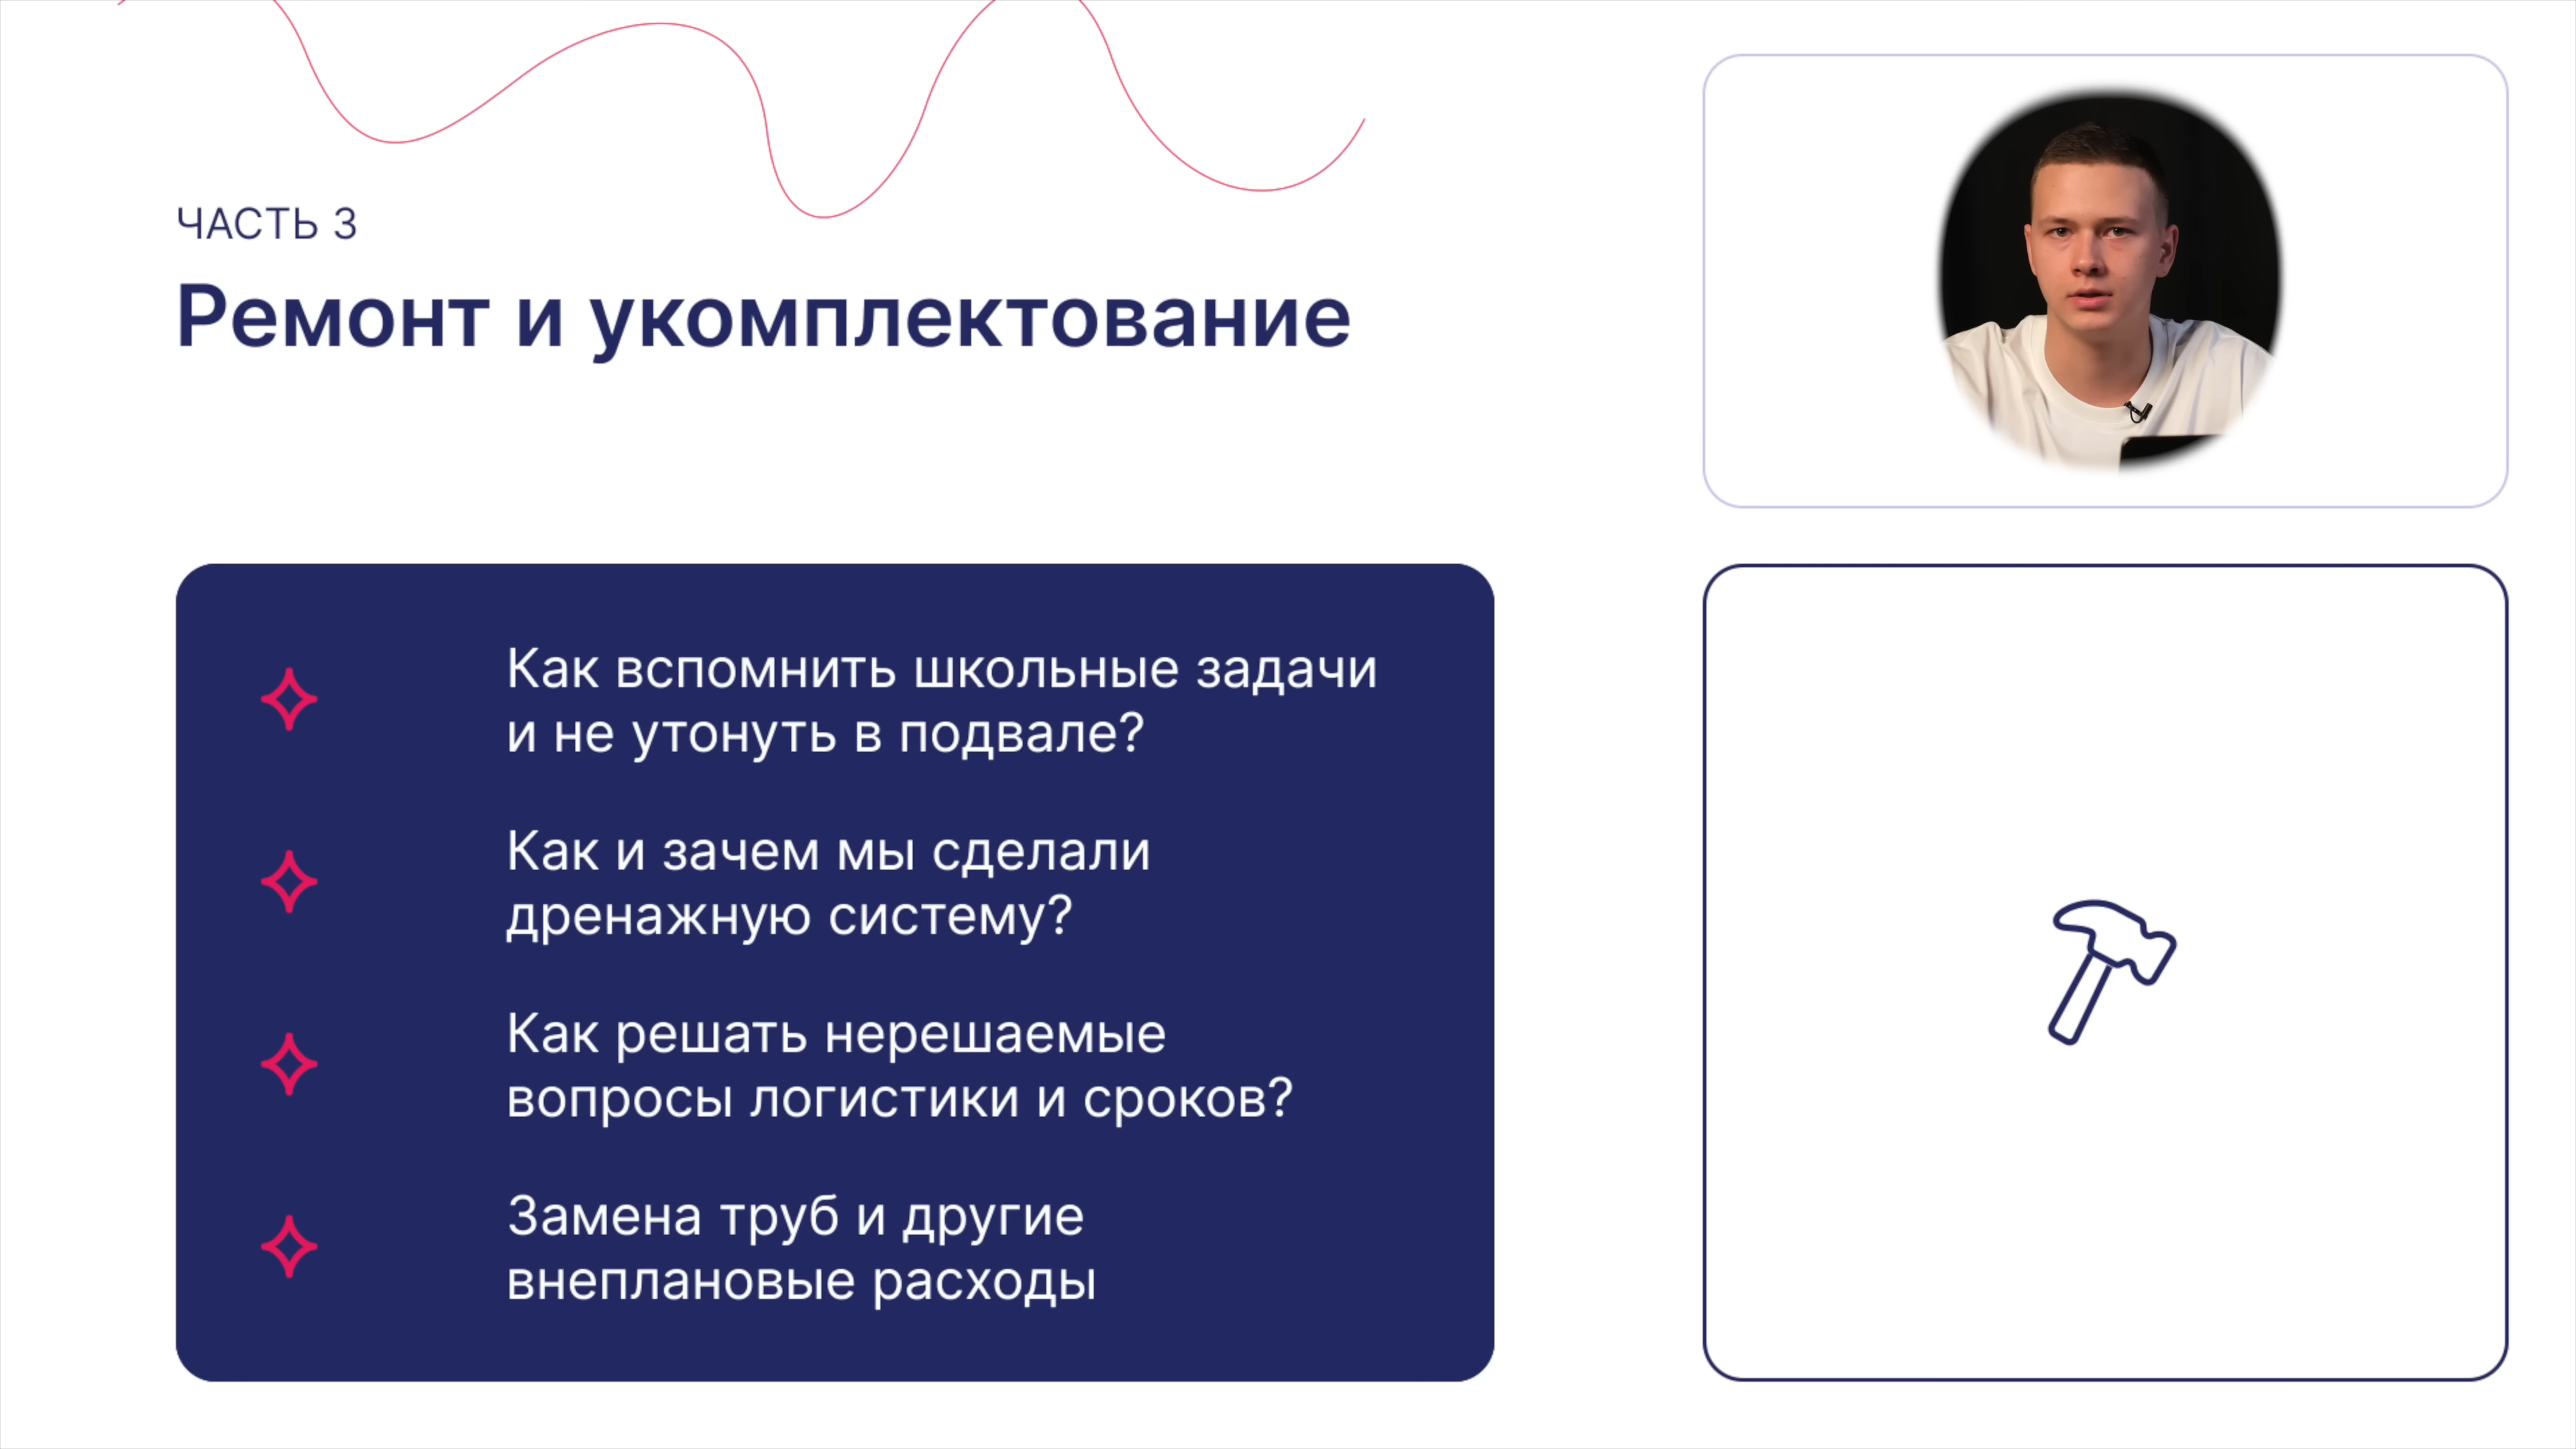 ЧАСТЬ 3
Ремонт и укомплектование
Как вспомнить школьные задачи
и не утонуть в подвале?
Как и зачем мы сделали
дренажную систему?
Как решать нерешаемые
вопросы логистики и сроков?
Замена труб и другие
внеплановые расходы